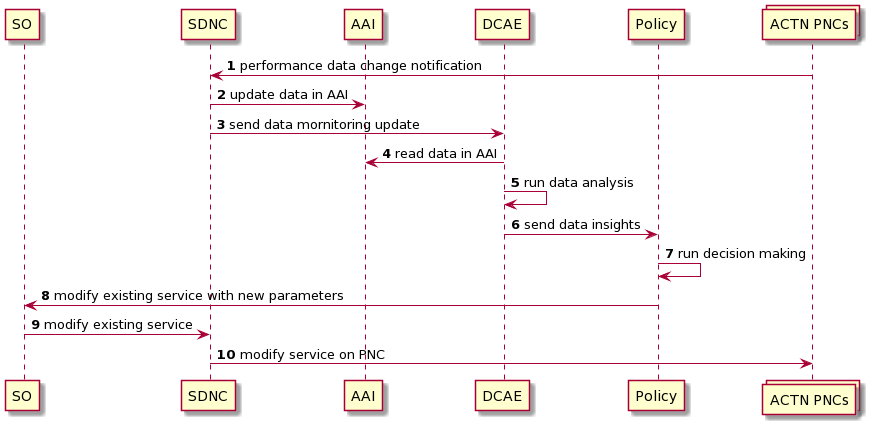 SO SDNC AAI DCAE Policy ACTN PNCs
1 performance data change notification
2 update data in AAI
3 send data mornitoring update
4 read data in AAI
5 run data analysis
6 send data insights
7 run decision making
8 modify existing service with new parameters
9 modify existing service
10 modify service on PNC
SO SDNC AAI DCAE Policy ACTN PNCs